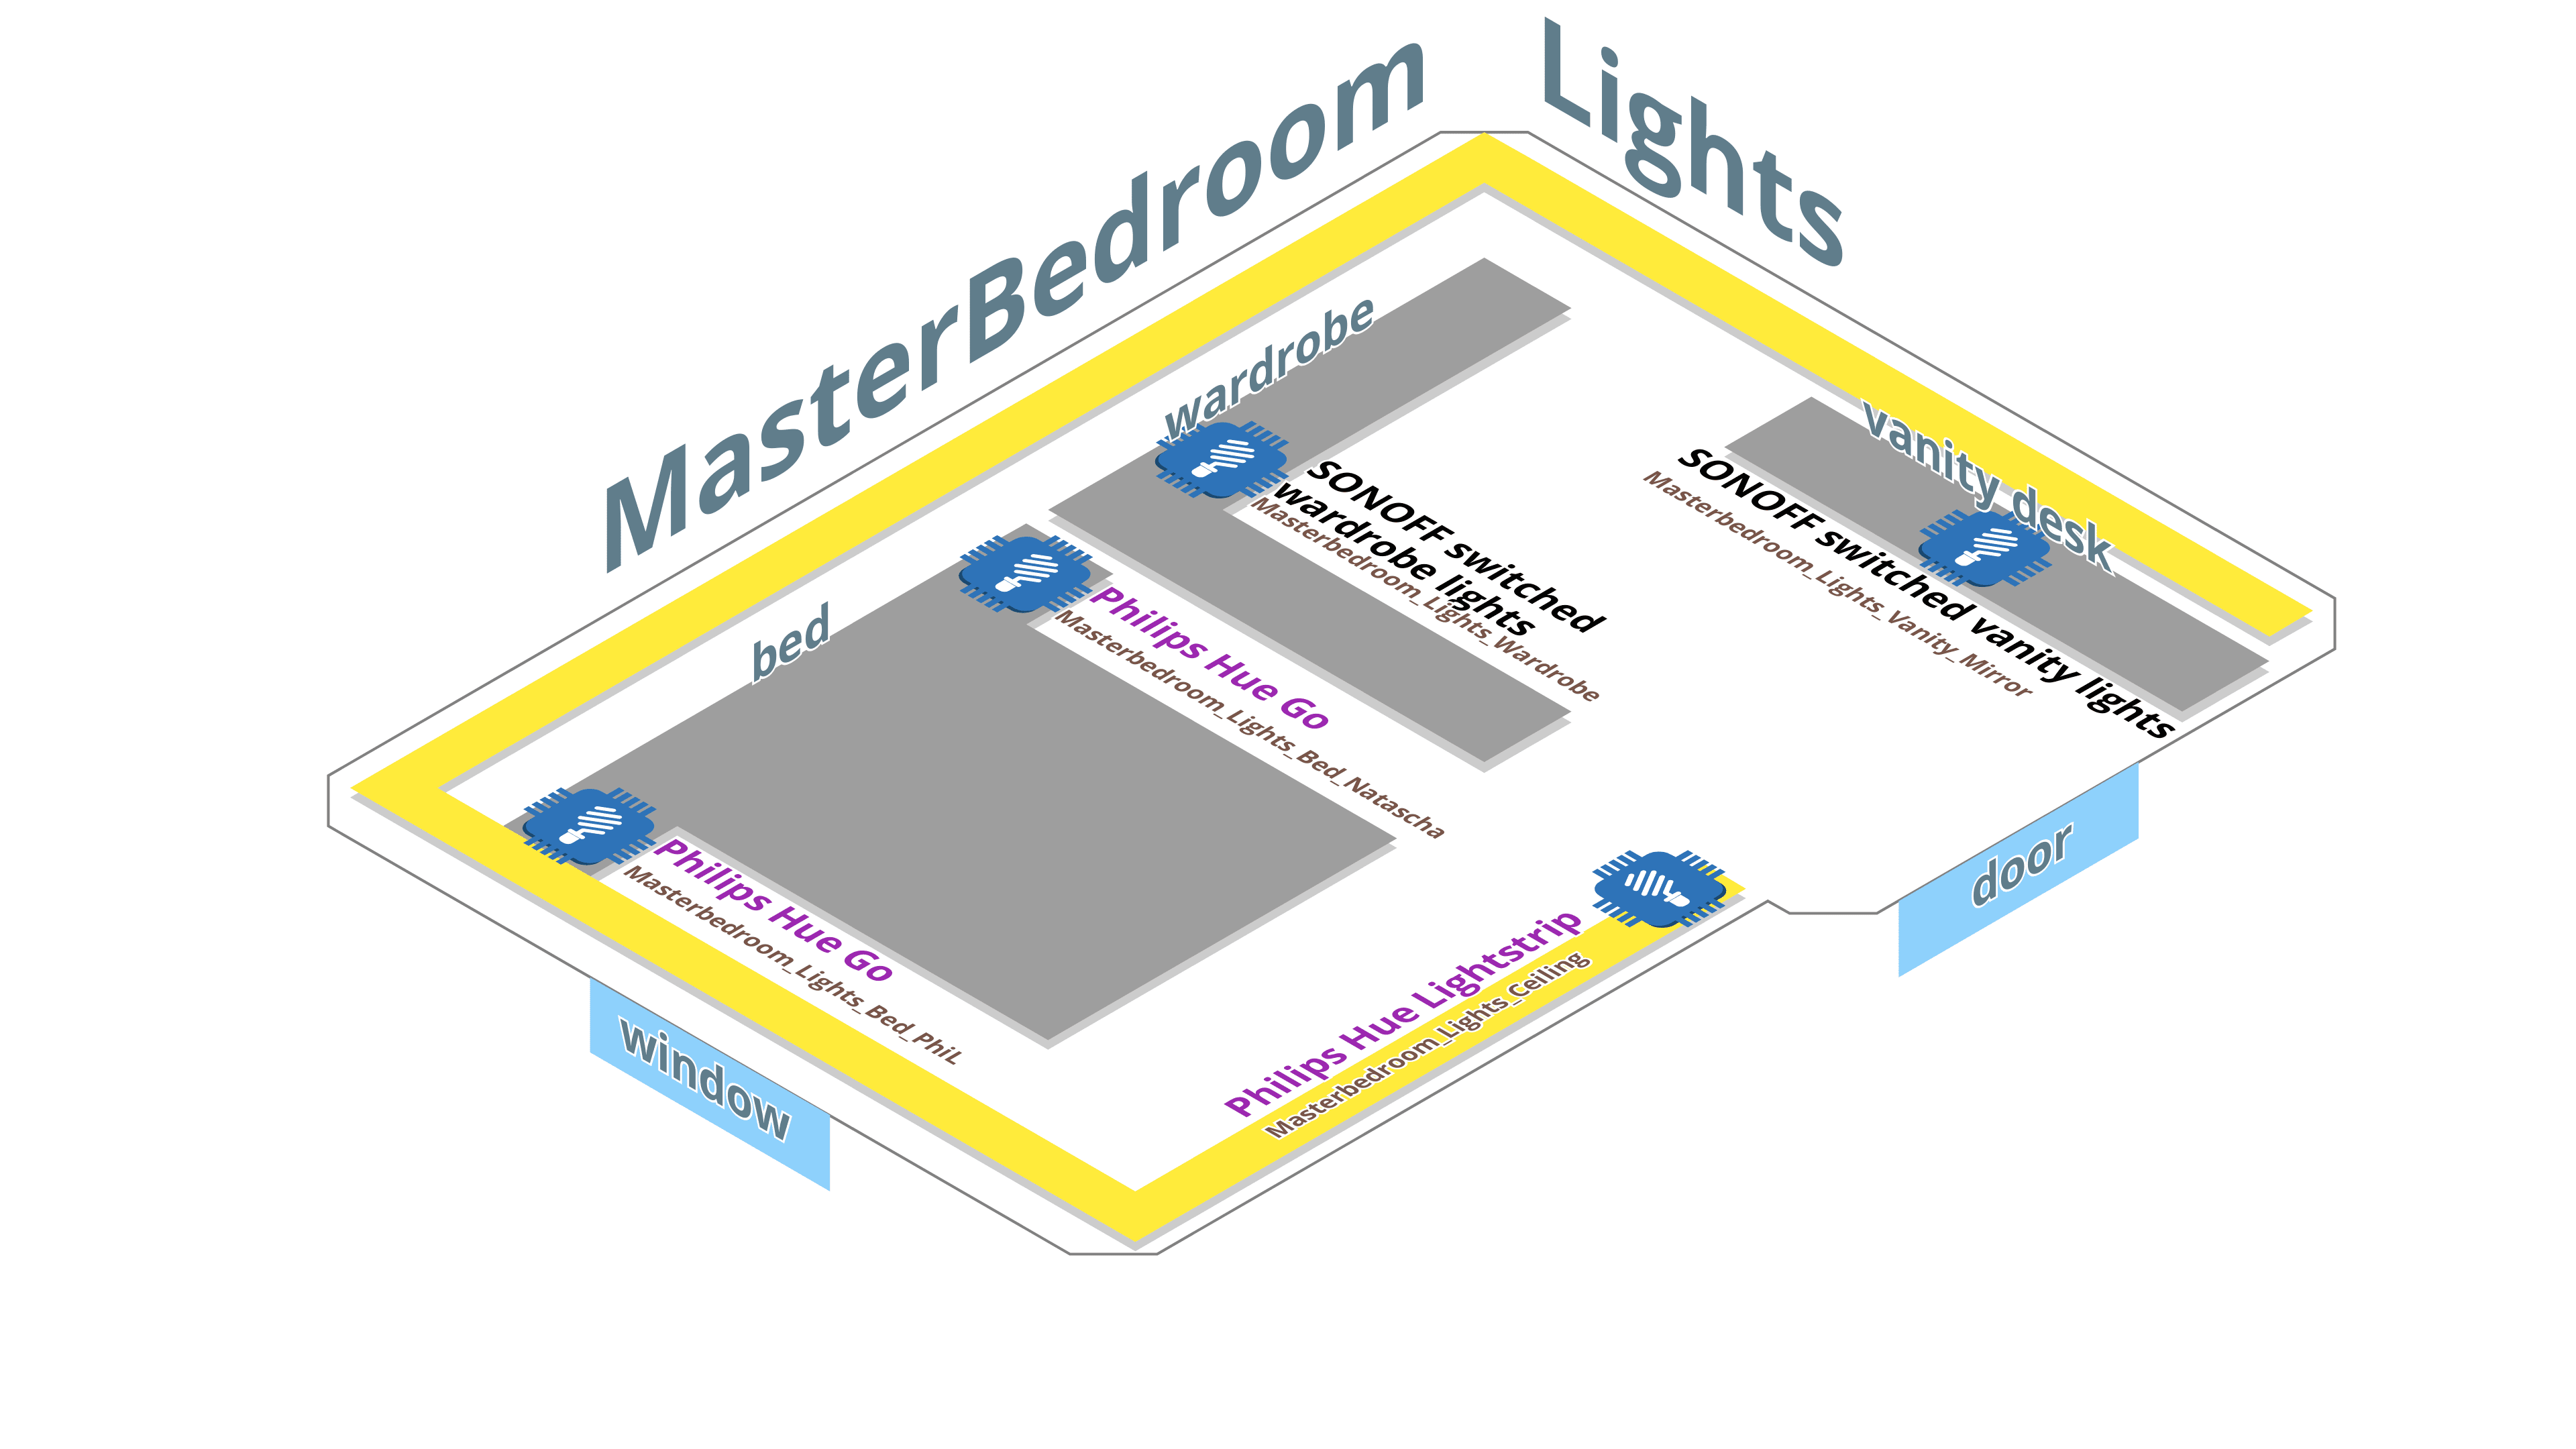 MasterBedroom
Lights
wardrobe
SONOFF switched
wardrobe lights
Masterbedroom_Lights_Wardrobe
vanity desk
SONOFF switched vanity lights
Masterbedroom_Lights_Vanity_Mirror
bed
Philips Hue Go
Masterbedroom_Lights_Bed_Natascha
Philips Hue Go
Masterbedroom_Lights_Bed_PhiL
Philips Hue Lightstrip
Masterbedroom_Lights_Ceiling
door
window